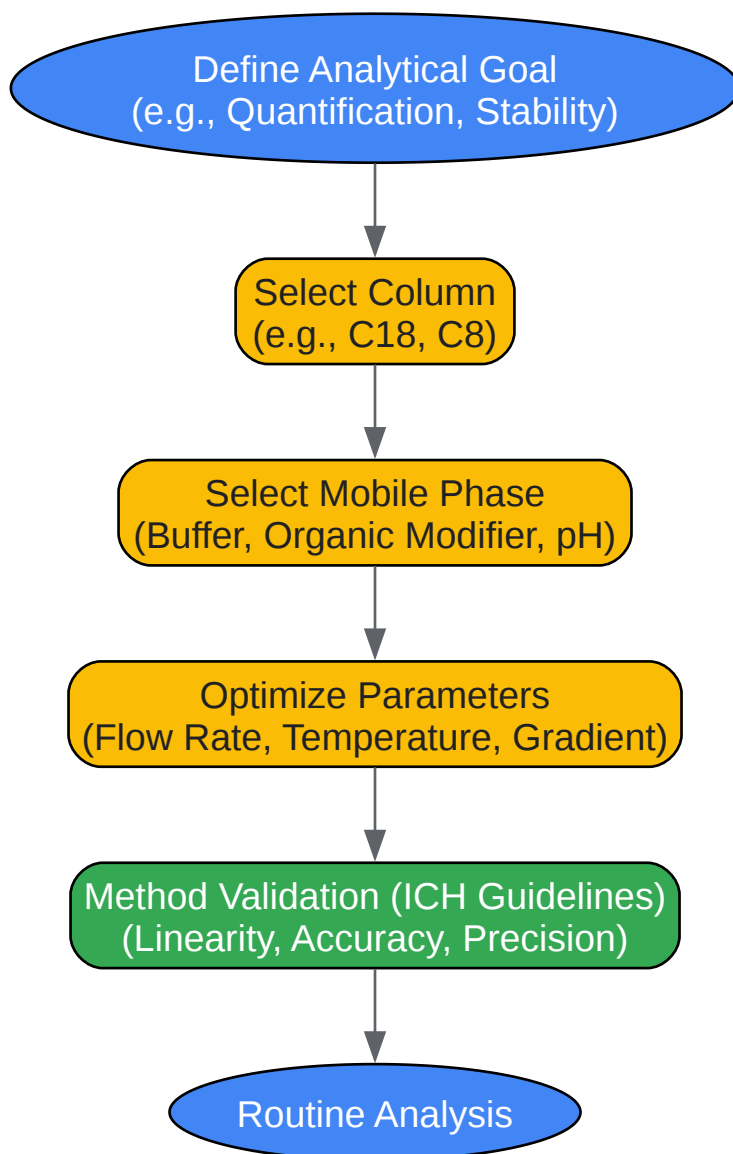 Define Analytical Goal
(e.g., Quantification, Stability)
Select Column
(e.g., C18, C8)
Select Mobile Phase
(Buffer, Organic Modifier, pH)
Optimize Parameters
(Flow Rate, Temperature, Gradient)
Method Validation (ICH Guidelines)
(Linearity, Accuracy, Precision)
Routine Analysis